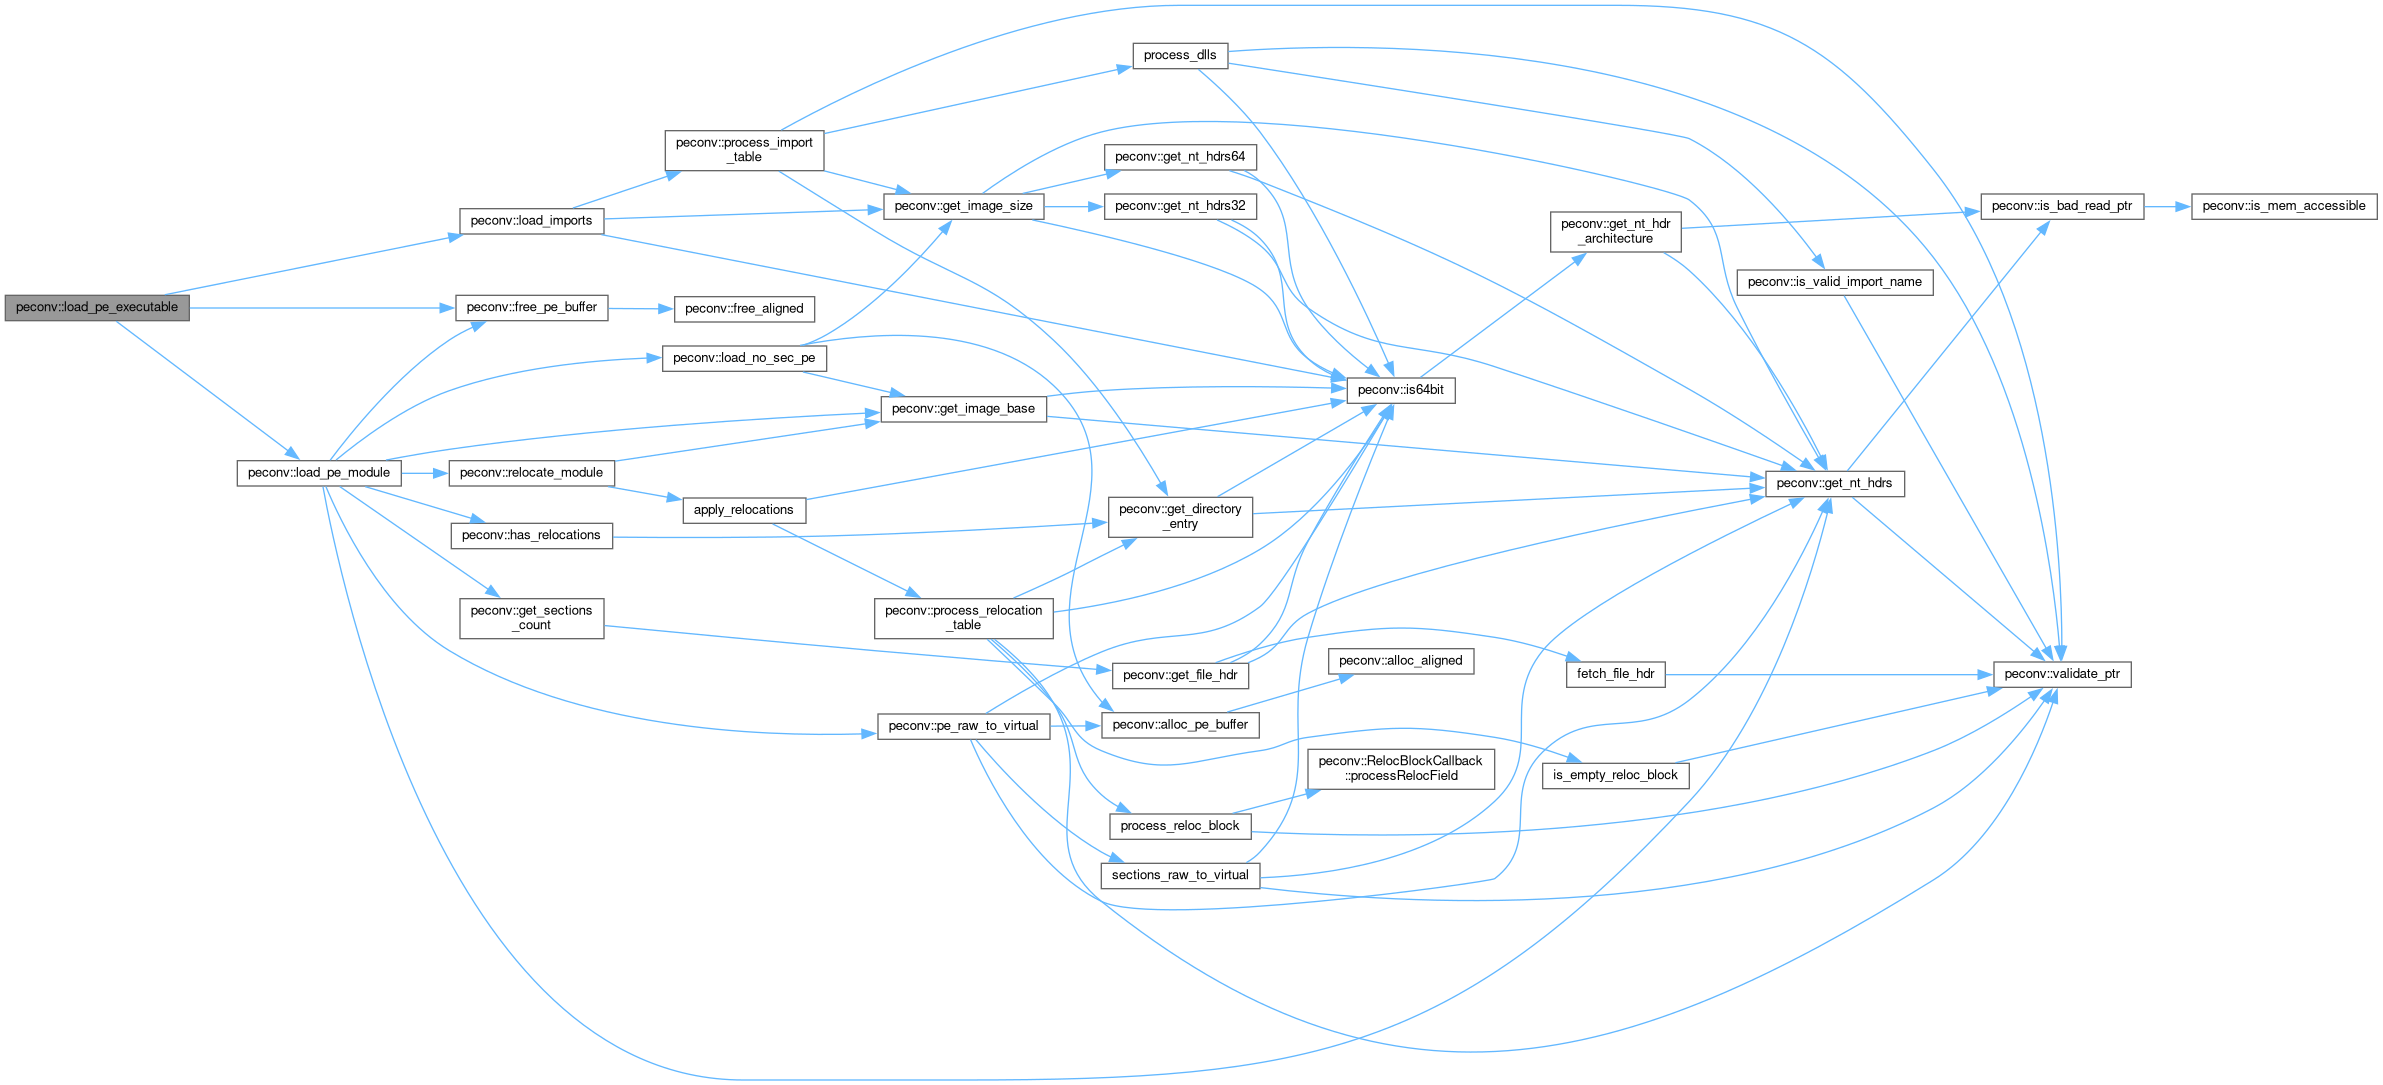 peconv::load_pe_executable
peconv::load_imports
peconv::free_pe_buffer
peconv::load_pe_module
peconv::relocate_module
peconv::has_relocations
peconv::get_sections
_count
peconv::process_import
_table
peconv::free_aligned
peconv::load_no_sec_pe
apply_relocations
peconv::get_image_size
peconv::get_image_base
peconv::process_relocation
_table
peconv::pe_raw_to_virtual
process_dlls
peconv::get_nt_hdrs64
peconv::get_nt_hdrs32
peconv::get_directory
_entry
peconv::get_file_hdr
peconv::alloc_pe_buffer
process_reloc_block
sections_raw_to_virtual
peconv::is64bit
peconv::alloc_aligned
peconv::RelocBlockCallback
::processRelocField
peconv::get_nt_hdr
_architecture
fetch_file_hdr
is_empty_reloc_block
peconv::is_valid_import_name
peconv::get_nt_hdrs
peconv::is_bad_read_ptr
peconv::validate_ptr
peconv::is_mem_accessible